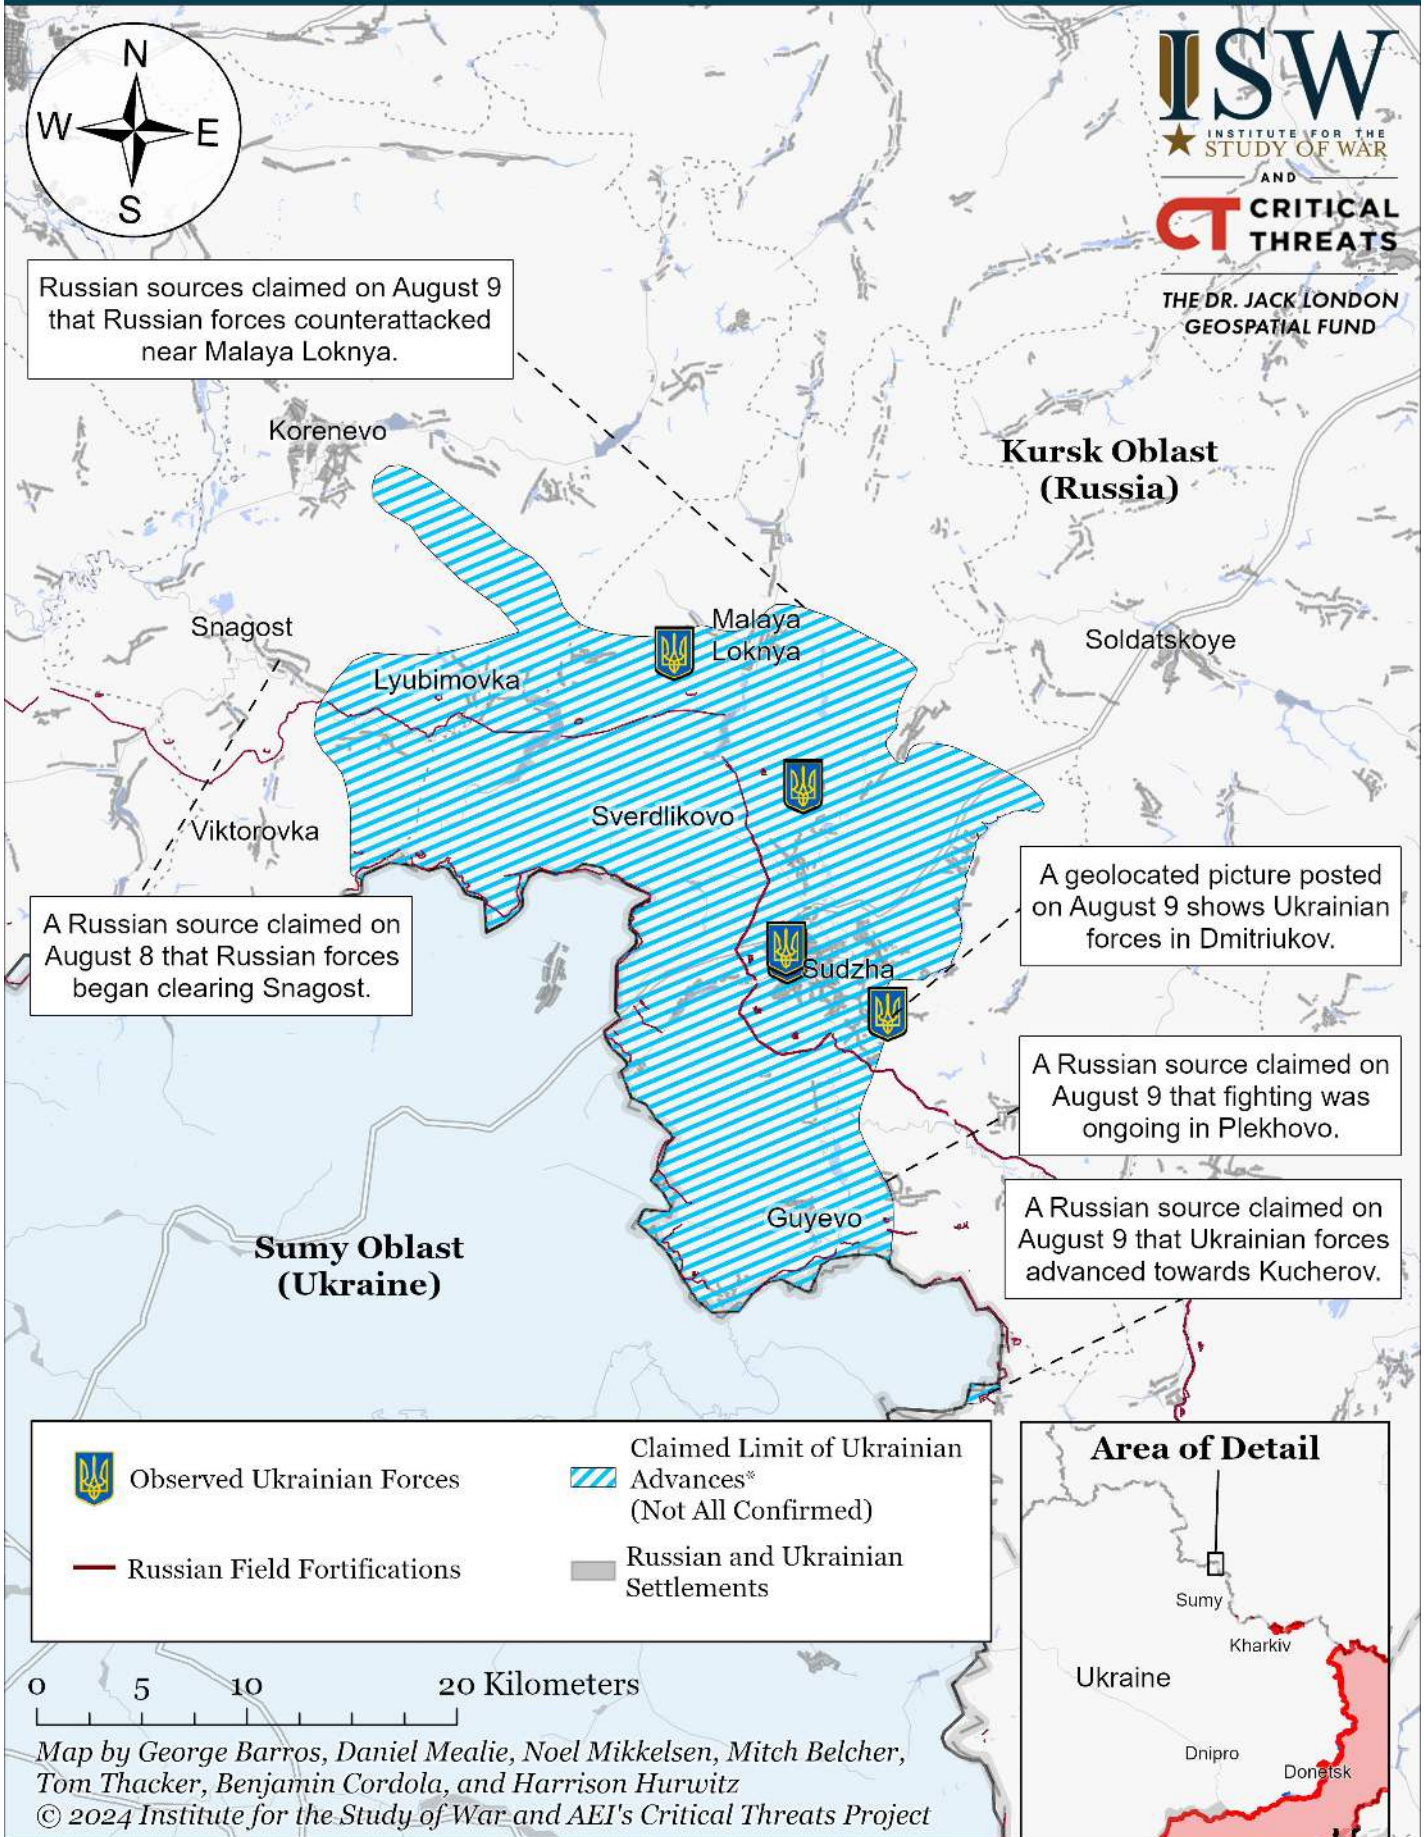 N
W
E
S
ISW
INSTITUTE FOR THE
STUDY OF WAR
AND
CT CRITICAL
THREATS
THE DR. JACK LONDON
GEOSPATIAL FUND
Russian sources claimed on August 9
that Russian forces counterattacked
near Malaya Loknya.
Korenevo
Kursk Oblast
(Russia)
Snagost
Malaya
Loknya
Soldatskoye
Lyubimovka
Sverdlikovo
Viktorovka
A geolocated picture posted
on August 9 shows Ukrainian
forces in Dmitriukov.
A Russian source claimed on
August 8 that Russian forces
began clearing Snagost.
Sudzha
A Russian source claimed on
August 9 that fighting was
ongoing in Plekhovo.
Guyevo
A Russian source claimed on
August 9 that Ukrainian forces
advanced towards Kucherov.
Sumy Oblast
(Ukraine)
Observed Ukrainian Forces
Claimed Limit of Ukrainian
Advances*
(Not All Confirmed)
Russian Field Fortifications
Russian and Ukrainian
Settlements
Area of Detail
Sumy
Kharkiv
Ukraine
Dnipro
Donetsk
0 5 10 20 Kilometers
Map by George Barros, Daniel Mealie, Noel Mikkelsen, Mitch Belcher,
Tom Thacker, Benjamin Cordola, and Harrison Hurwitz
© 2024 Institute for the Study of War and AEI's Critical Threats Project